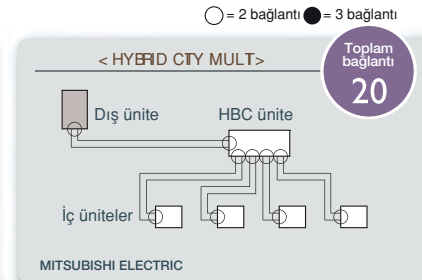 = 2 bağlantı = 3 bağlantı
< HYBRID CITY MULTI>
Toplam
bağlantı
20
Dış ünite
HBC ünite
İç üniteler
MITSUBISHI ELECTRIC